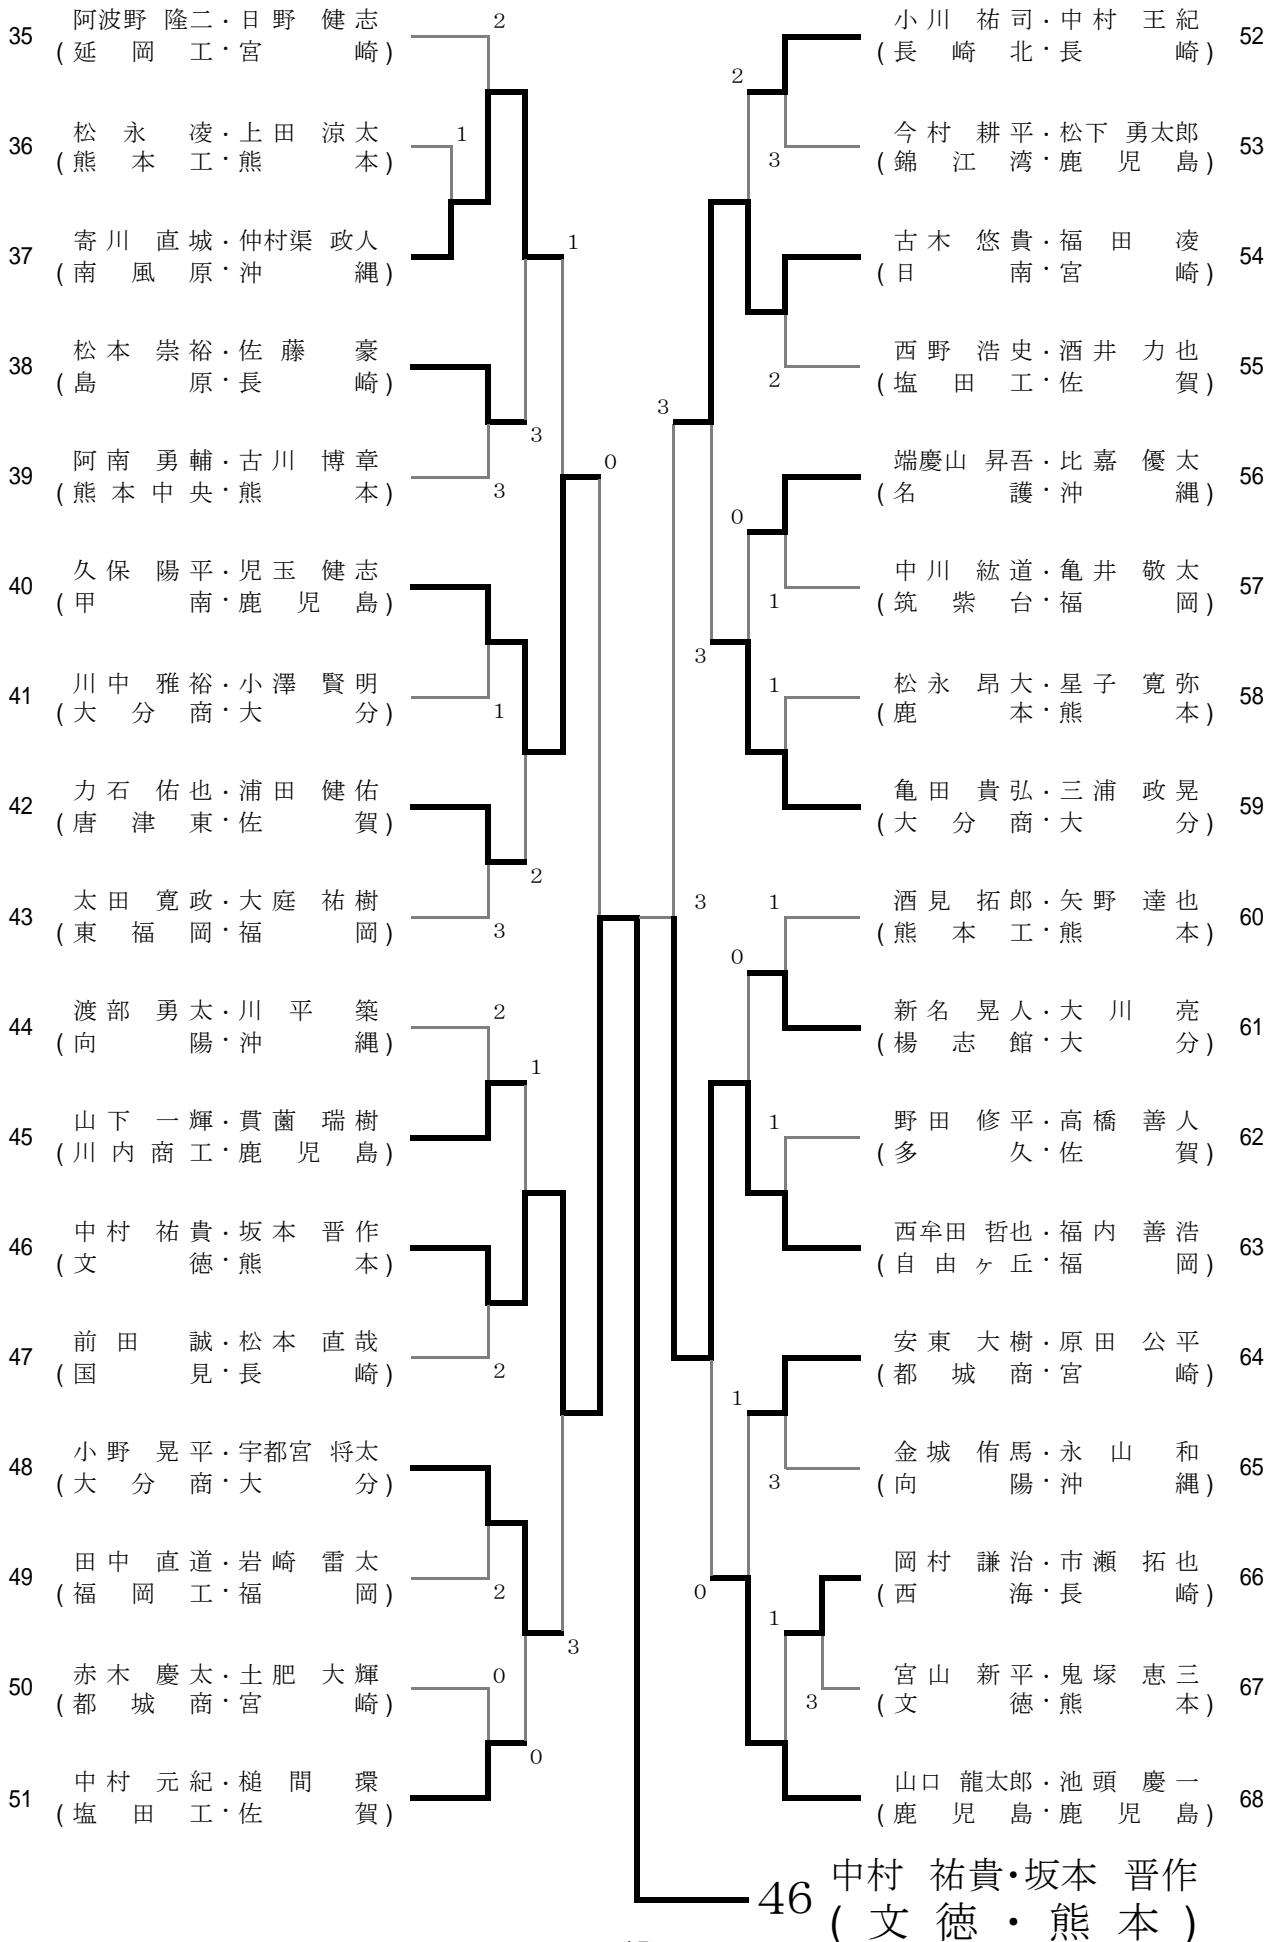 35 阿波野 隆二・日野 健志
(延岡工・宮崎)
2
36 松永 凌・上田 涼太
(熊本工・熊本)
1
37 寄川 直城・仲村渠 政人
(南風原・沖縄)
1
38 松本 崇裕・佐藤 豪
(島原・長崎)
3
39 阿南 勇輔・古川 博章
(熊本中央・熊本)
3
0
40 久保 陽平・児玉 健志
(甲南・鹿児島)
41 川中 雅裕・小澤 賢明
(大分商・大分)
1
42 力石 佑也・浦田 健佑
(唐津東・佐賀)
2
43 太田 寛政・大庭 祐樹
(東福岡・福岡)
3
44 渡部 勇太・川平 築
(向陽・沖縄)
2
1
45 山下 一輝・貫薗 瑞樹
(川内商工・鹿児島)
46 中村 祐貴・坂本 晋作
(文徳・熊本)
47 前田 誠・松本 直哉
(国見・長崎)
2
48 小野 晃平・宇都宮 将太
(大分商・大分)
49 田中 直道・岩崎 雷太
(福岡工・福岡)
2
3
50 赤木 慶太・土肥 大輝
(都城商・宮崎)
0
0
51 中村 元紀・槌間 環
(塩田工・佐賀)
小川 祐司・中村 王紀 52
(長崎北・長崎)
2
今村 耕平・松下 勇太郎 53
(錦江湾・鹿児島)
3
古木 悠貴・福田 凌 54
(日南・宮崎)
西野 浩史・酒井 力也 55
(塩田工・佐賀)
2
3
端慶山 昇吾・比嘉 優太 56
(名護・沖縄)
0
中川 紘道・亀井 敬太 57
(筑紫台・福岡)
1
3
松永 昂大・星子 寛弥 58
(鹿本・熊本)
1
亀田 貴弘・三浦 政晃 59
(大分商・大分)
3
酒見 拓郎・矢野 達也 60
(熊本工・熊本)
1
0
新名 晃人・大川 亮 61
(楊志館・大分)
野田 修平・高橋 善人 62
(多久・佐賀)
1
西牟田 哲也・福内 善浩 63
(自由ヶ丘・福岡)
安東 大樹・原田 公平 64
(都城商・宮崎)
1
金城 侑馬・永山 和 65
(向陽・沖縄)
3
岡村 謙治・市瀬 拓也 66
(西海・長崎)
0
1
宮山 新平・鬼塚 恵三 67
(文徳・熊本)
3
山口 龍太郎・池頭 慶一 68
(鹿児島・鹿児島)
46 中村 祐貴・坂本 晋作
(文徳・熊本)